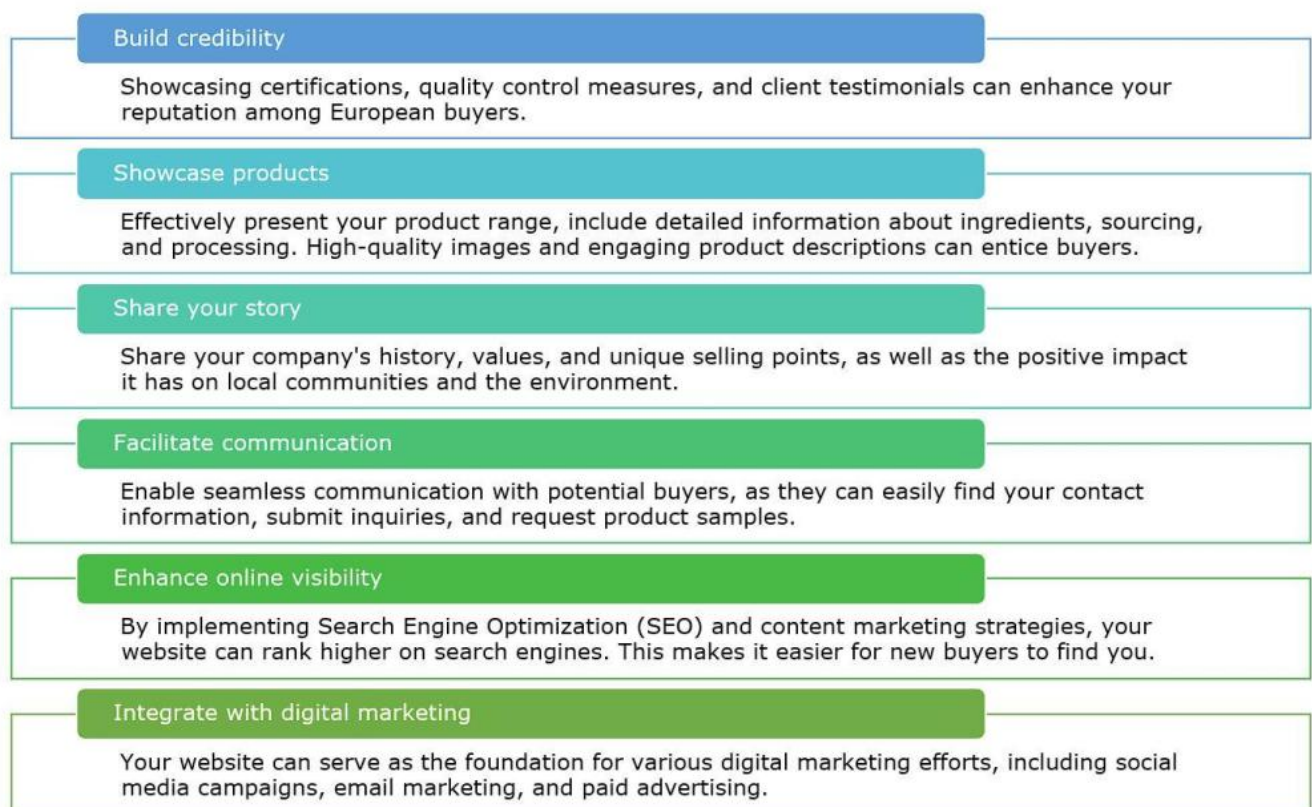 Build credibility
Showcasing certifications, quality control measures, and client testimonials can enhance your
reputation among European buyers.
Showcase products
Effectively present your product range, include detailed information about ingredients, sourcing,
and processing. High-quality images and engaging product descriptions can entice buyers.
Share your story
Share your company's history, values, and unique selling points, as well as the positive impact
it has on local communities and the environment.
Facilitate communication
Enable seamless communication with potential buyers, as they can easily find your contact
information, submit inquiries, and request product samples.
Enhance online visibility
By implementing Search Engine Optimization (SEO) and content marketing strategies, your
website can rank higher on search engines. This makes it easier for new buyers to find you.
Integrate with digital marketing
Your website can serve as the foundation for various digital marketing efforts, including social
media campaigns, email marketing, and paid advertising.